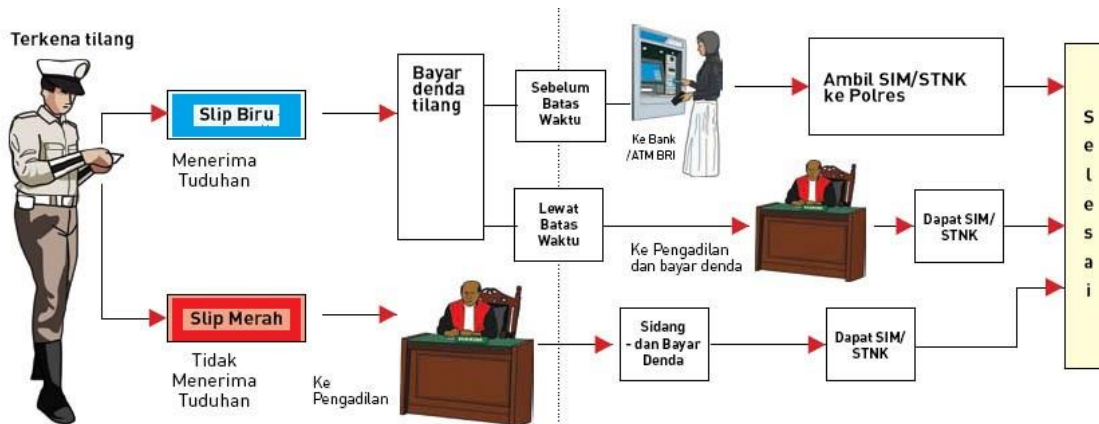 Terkena tilang
Slip Biru
Menerima
Tuduhan
Bayar
denda
tilang
Sebelum
Batas
Waktu
Ke Bank
/ATM BRI
Ambil SIM/STNK
ke Polres
Lewat
Batas
Waktu
Ke Pengadilan
dan bayar denda
Dapat SIM/
STNK
Slip Merah
Tidak
Menerima
Tuduhan
Ke
Pengadilan
Sidang
- dan Bayar
Denda
Dapat SIM/
STNK
S
e
l
e
s
a
i